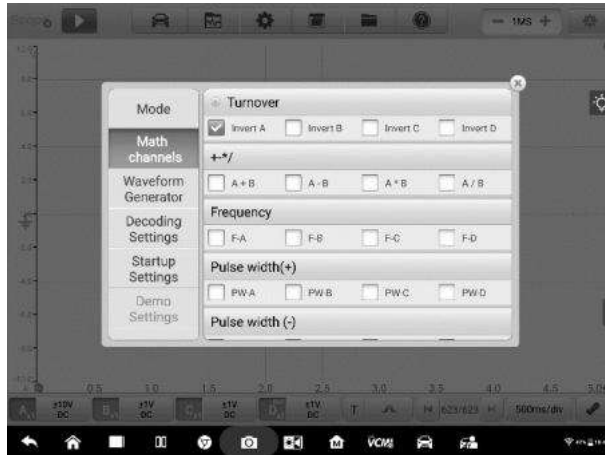 1MS
Mode
Math
channels
Waveform
Generator
Decoding
Settings
Startup
Settings
Demo
Settings
Turnover
Invert A Invert B Invert C Invert D
+-*/
A + B A - B A * B A / B
Frequency
F-A F-B F-C F-D
Pulse width(+)
PW-A PW-B PW-C PW-D
Pulse width (-)
0.5 1.0 1.5 2.0 2.5 3.0 3.5 4.0 4.5 5.0
±10V
DC
±1V
DC
±1V
DC
±1V
DC
T
623/623
500ms/div
VCMI